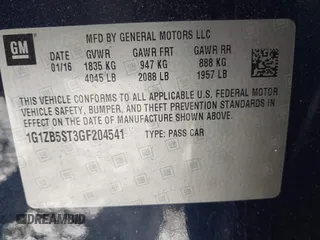 GM
MFD BY GENERAL MOTORS LLC
01/16 GVWR GAWR FRT GAWR RR
1835 KG 947 KG 888 KG
4045 LB 2088 LB 1957 LB
THIS VEHICLE CONFORMS TO ALL APPLICABLE U.S. FEDERAL MOTOR
VEHICLE SAFETY, BUMPER, AND THEFT PREVENTION STANDARDS IN
EFFECT ON THE DATE OF MANUFACTURE SHOWN ABOVE.
1G1ZB5ST3GF204541 TYPE: PASS CAR
DREAMBID